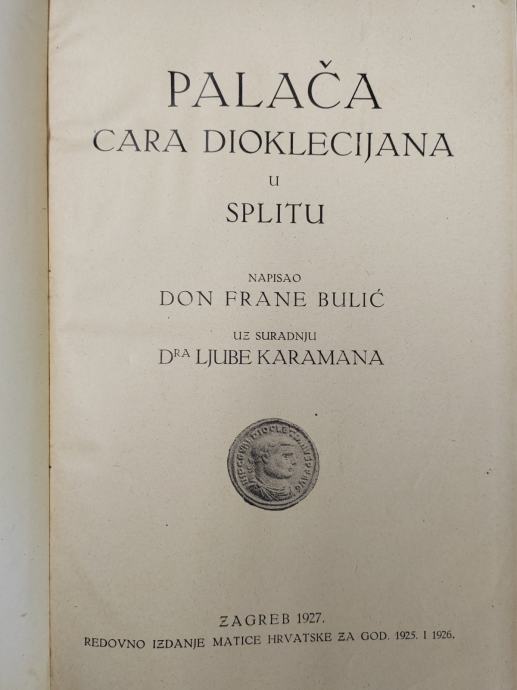 PALAČA
CARA DIOKLECIJANA
U
SPLITU
NAPISAO
DON FRANE BULIĆ
UZ SURADNJU
DRA LJUBE KARAMANA
ZAGREB 1927.
REDOVNO IZDANJE MATICE HRVATSKE ZA GOD. 1925. I 1926.